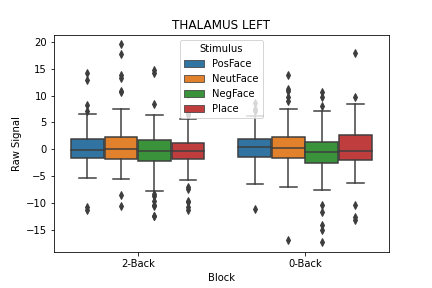 THALAMUS LEFT
Stimulus
PosFace
NeutFace
NegFace
Place
Raw Signal
20
15
10
5
0
−5
−10
−15
2-Back
0-Back
Block